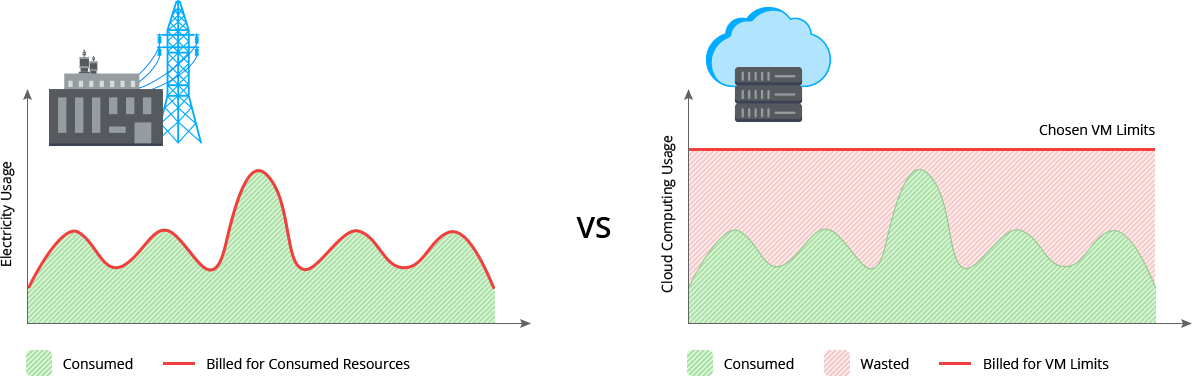 Electricity Usage
Consumed
Billed for Consumed Resources
VS
Chosen VM Limits
Cloud Computing Usage
Consumed
Wasted
Billed for VM Limits